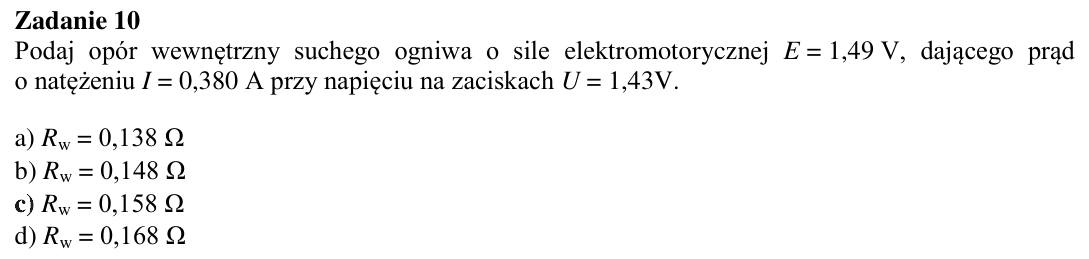 Zadanie 10
Podaj opór wewnętrzny suchego ogniwa o sile elektromotorycznej E = 1,49 V, dającego prąd
o natężeniu I = 0,380 A przy napięciu na zaciskach U = 1,43V.
a) Rw = 0,138 Ω
b) Rw = 0,148 Ω
c) Rw = 0,158 Ω
d) Rw = 0,168 Ω